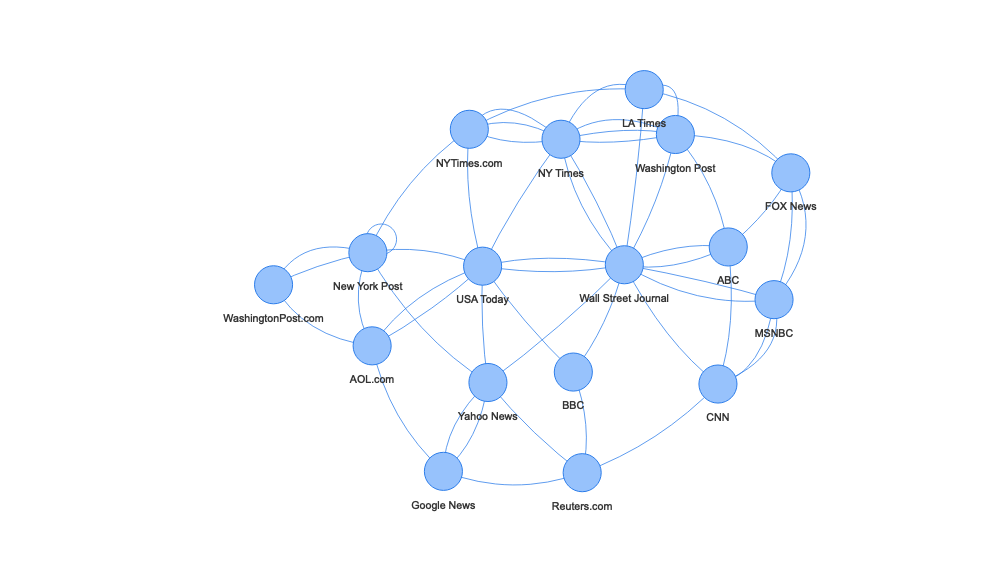 LA Times
NYTimes.com
NY Times
Washington Post
FOX News
New York Post
USA Today
Wall Street Journal
ABC
WashingtonPost.com
MSNBC
AOL.com
Yahoo News
BBC
CNN
Google News
Reuters.com